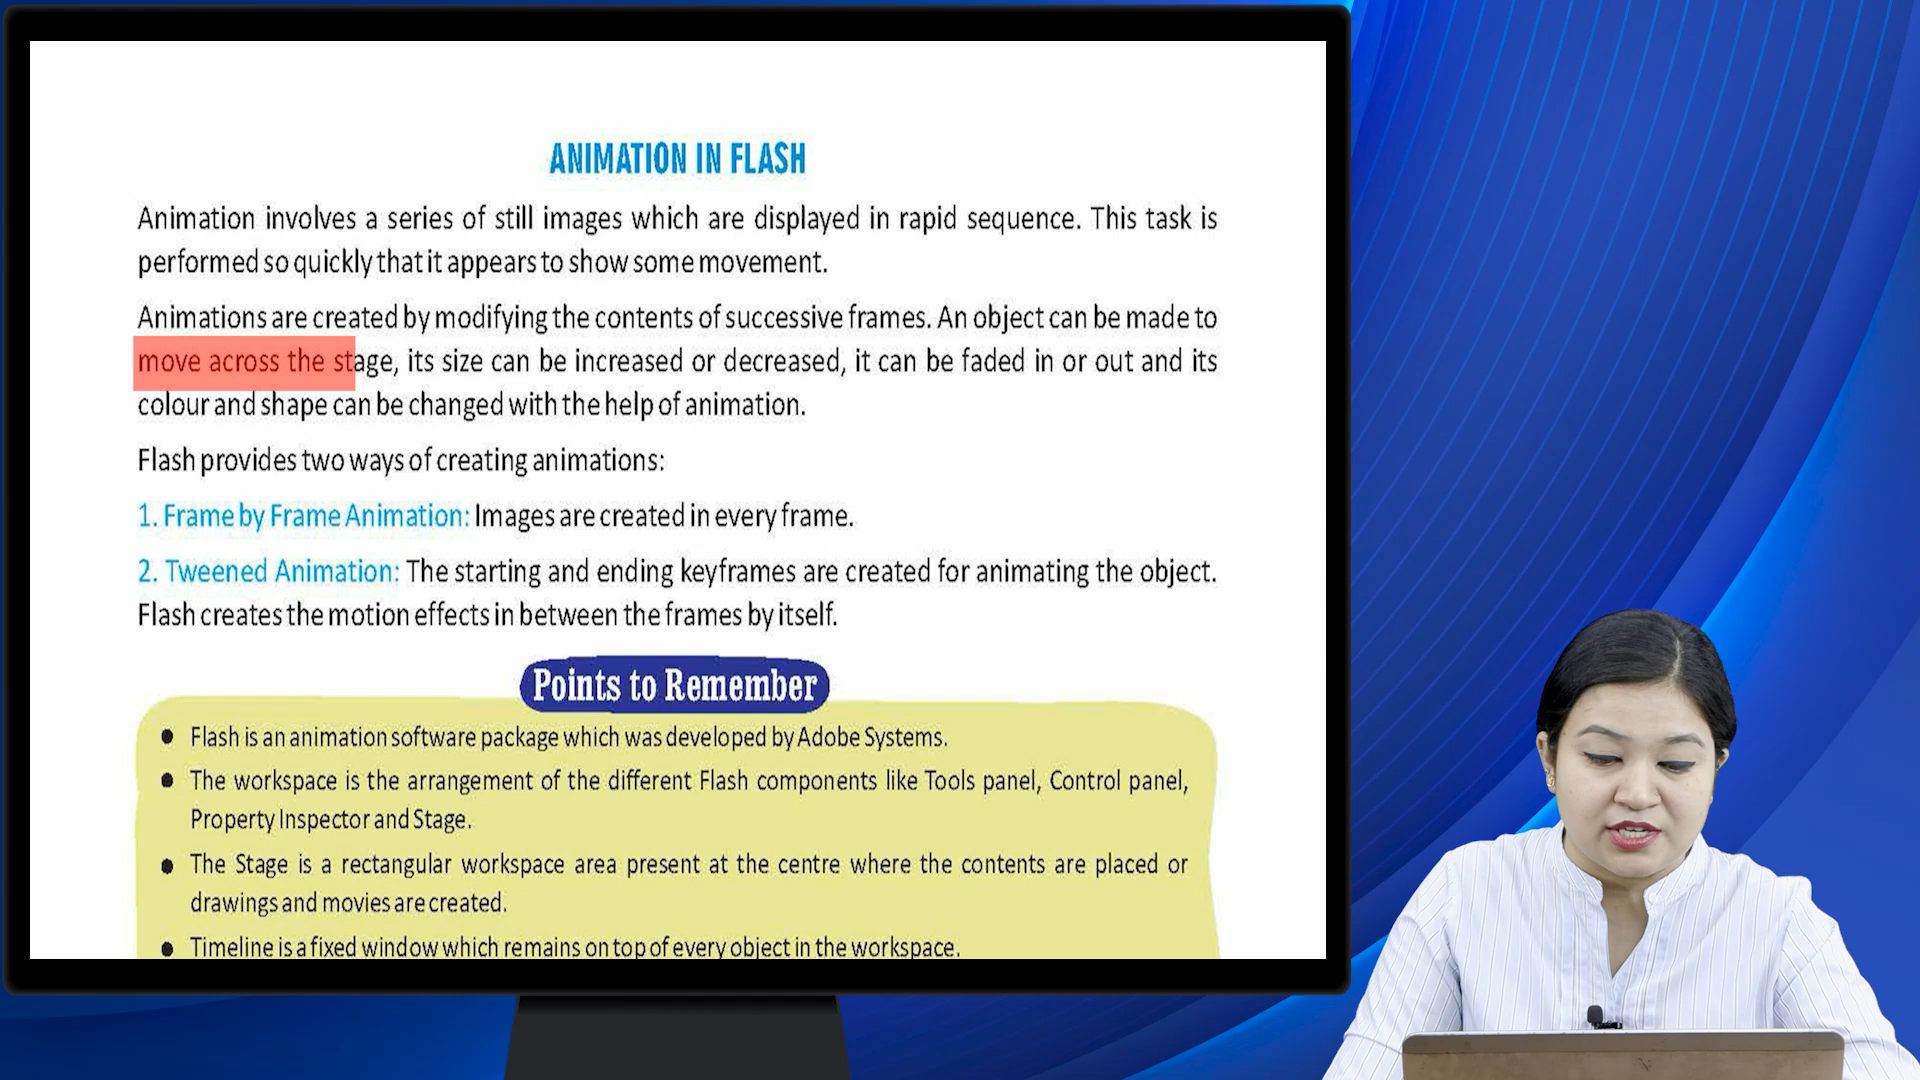 ANIMATION IN FLASH
Animation involves a series of still images which are displayed in rapid sequence. This task is
performed so quickly that it appears to show some movement.
Animations are created by modifying the contents of successive frames. An object can be made to
move across the stage, its size can be increased or decreased, it can be faded in or out and its
colour and shape can be changed with the help of animation.
Flash provides two ways of creating animations:
1. Frame by Frame Animation: Images are created in every frame.
2. Tweened Animation: The starting and ending keyframes are created for animating the object.
Flash creates the motion effects in between the frames by itself.
Points to Remember
● Flash is an animation software package which was developed by Adobe Systems.
● The workspace is the arrangement of the different Flash components like Tools panel, Control panel,
Property Inspector and Stage.
● The Stage is a rectangular workspace area present at the centre where the contents are placed or
drawings and movies are created.
● Timeline is a fixed window which remains on top of every object in the workspace.